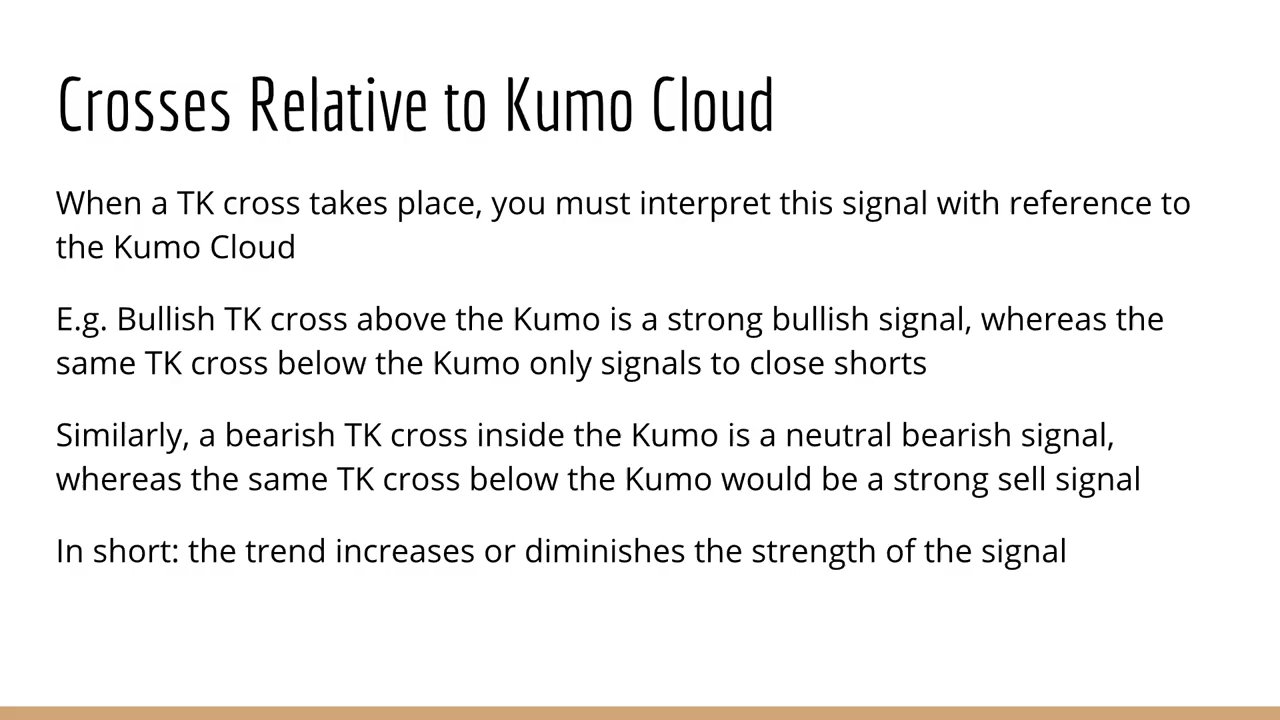 Crosses Relative to Kumo Cloud
When a TK cross takes place, you must interpret this signal with reference to
the Kumo Cloud
E.g. Bullish TK cross above the Kumo is a strong bullish signal, whereas the
same TK cross below the Kumo only signals to close shorts
Similarly, a bearish TK cross inside the Kumo is a neutral bearish signal,
whereas the same TK cross below the Kumo would be a strong sell signal
In short: the trend increases or diminishes the strength of the signal